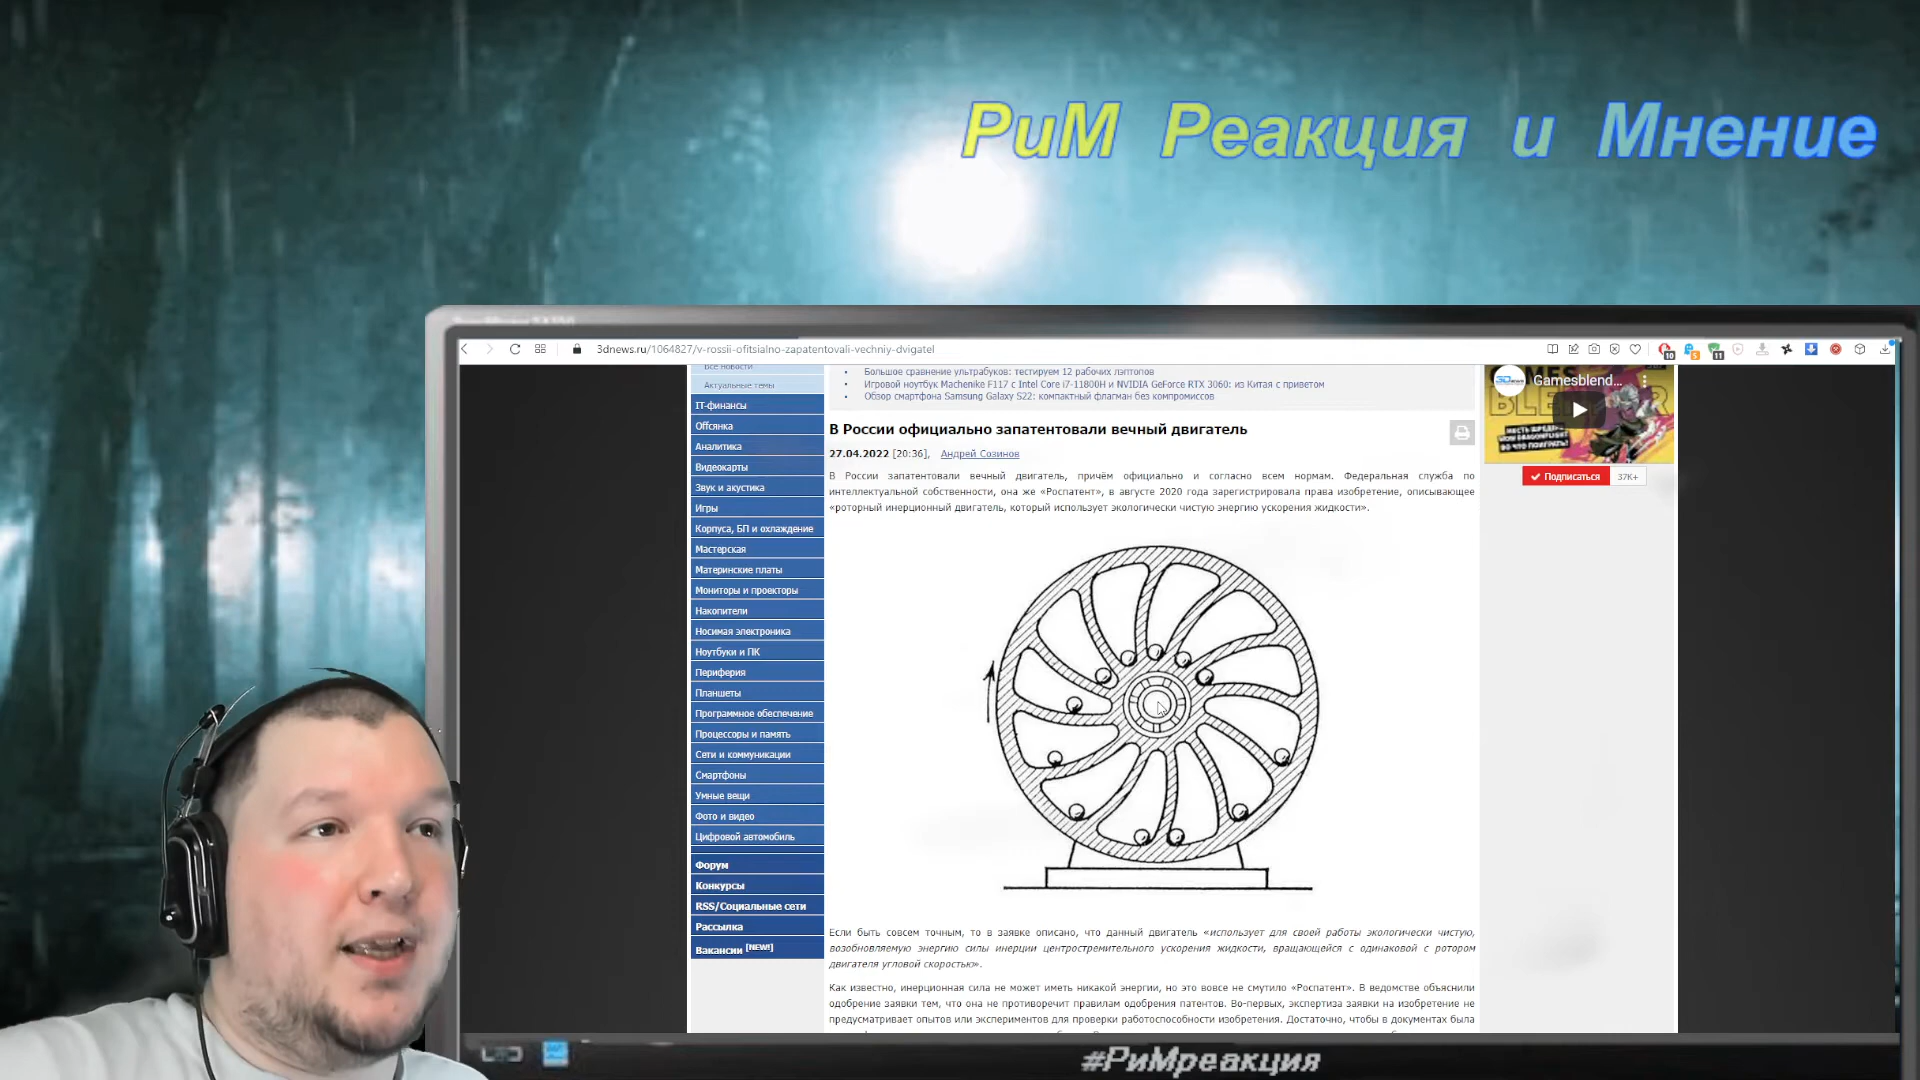 РиМ Реакция и Мнение
3dnews.ru/1064827/v-rossii-ofitsialno-zapatentovali-vechniy-dvigatel
10
5
11
Все новости
Актуальные темы
IT-финансы
Оffсянка
Аналитика
Видеокарты
Звук и акустика
Игры
Корпуса, БП и охлаждение
Мастерская
Материнские платы
Мониторы и проекторы
Накопители
Носимая электроника
Ноутбуки и ПК
Периферия
Планшеты
Программное обеспечение
Процессоры и память
Сети и коммуникации
Смартфоны
Умные вещи
Фото и видео
Цифровой автомобиль
Форум
Конкурсы
RSS/Социальные сети
Рассылка
Вакансии [NEW!]
Большое сравнение ультрабуков: тестируем 12 рабочих лэптопов
Игровой ноутбук Machenike F117 с Intel Core i7-11800H и NVIDIA GeForce RTX 3060: из Китая с приветом
Обзор смартфона Samsung Galaxy S22: компактный флагман без компромиссов
В России официально запатентовали вечный двигатель
27.04.2022 [20:36], Андрей Созинов
В России запатентовали вечный двигатель, причём официально и согласно всем нормам. Федеральная служба по
интеллектуальной собственности, она же «Роспатент», в августе 2020 года зарегистрировала права изобретение, описывающее
«роторный инерционный двигатель, который использует экологически чистую энергию ускорения жидкости».
Если быть совсем точным, то в заявке описано, что данный двигатель «использует для своей работы экологически чистую,
возобновляемую энергию силы инерции центростремительного ускорения жидкости, вращающейся с одинаковой с ротором
двигателя угловой скоростью».
Как известно, инерционная сила не может иметь никакой энергии, но это вовсе не смутило «Роспатент». В ведомстве объяснили
одобрение заявки тем, что она не противоречит правилам одобрения патентов. Во-первых, экспертиза заявки на изобретение не
предусматривает опытов или экспериментов для проверки работоспособности изобретения. Достаточно, чтобы в документах была
Gamesblend...
Подписаться 37K+
#РиМреакция